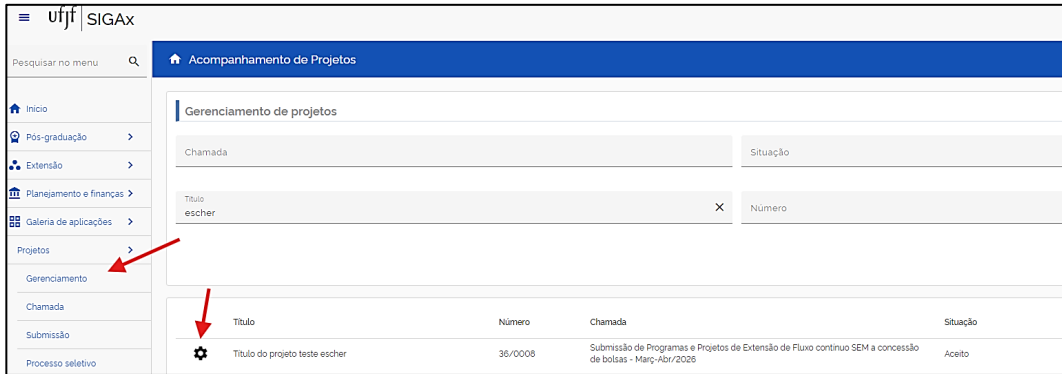 ufjf SIGAx
Pesquisar no menu
Acompanhamento de Projetos
Início
Pós-graduação
Extensão
Planejamento e finanças
Galeria de aplicações
Projetos
Gerenciamento
Chamada
Submissão
Processo seletivo
Gerenciamento de projetos
Chamada
Situação
Título
escher
Número
Título Número Chamada Situação
Título do projeto teste escher 36/0008 Submissão de Programas e Projetos de Extensão de Fluxo contínuo SEM a concessão Aceito
de bolsas - Març-Abr/2026